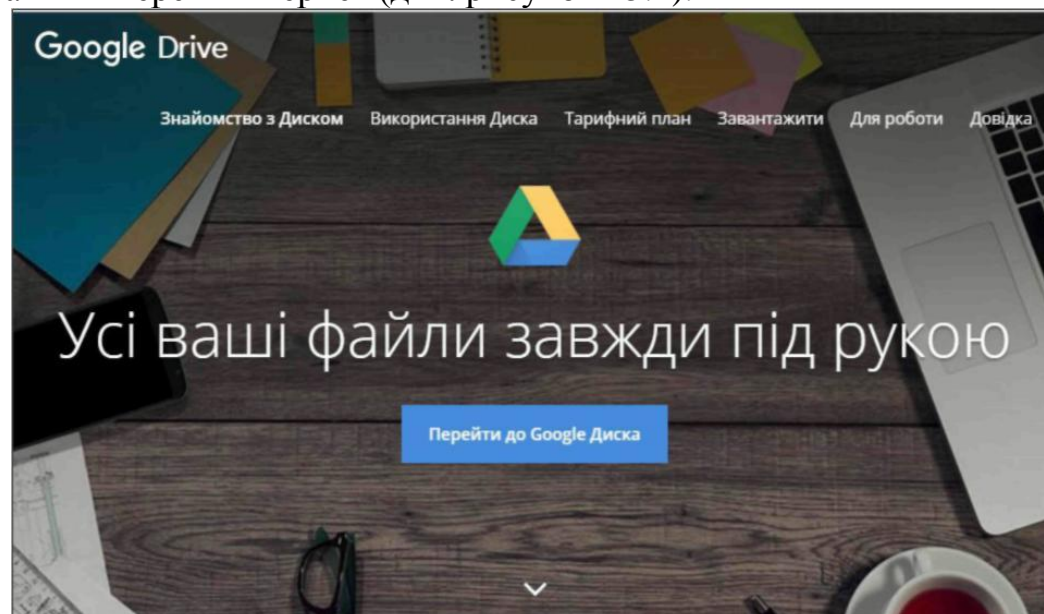 Google Drive
Знайомство з Диском Використання Диска Тарифний план Завантажити Для роботи Довідка
Усі ваші файли завжди під рукою
Перейти до Google Диска